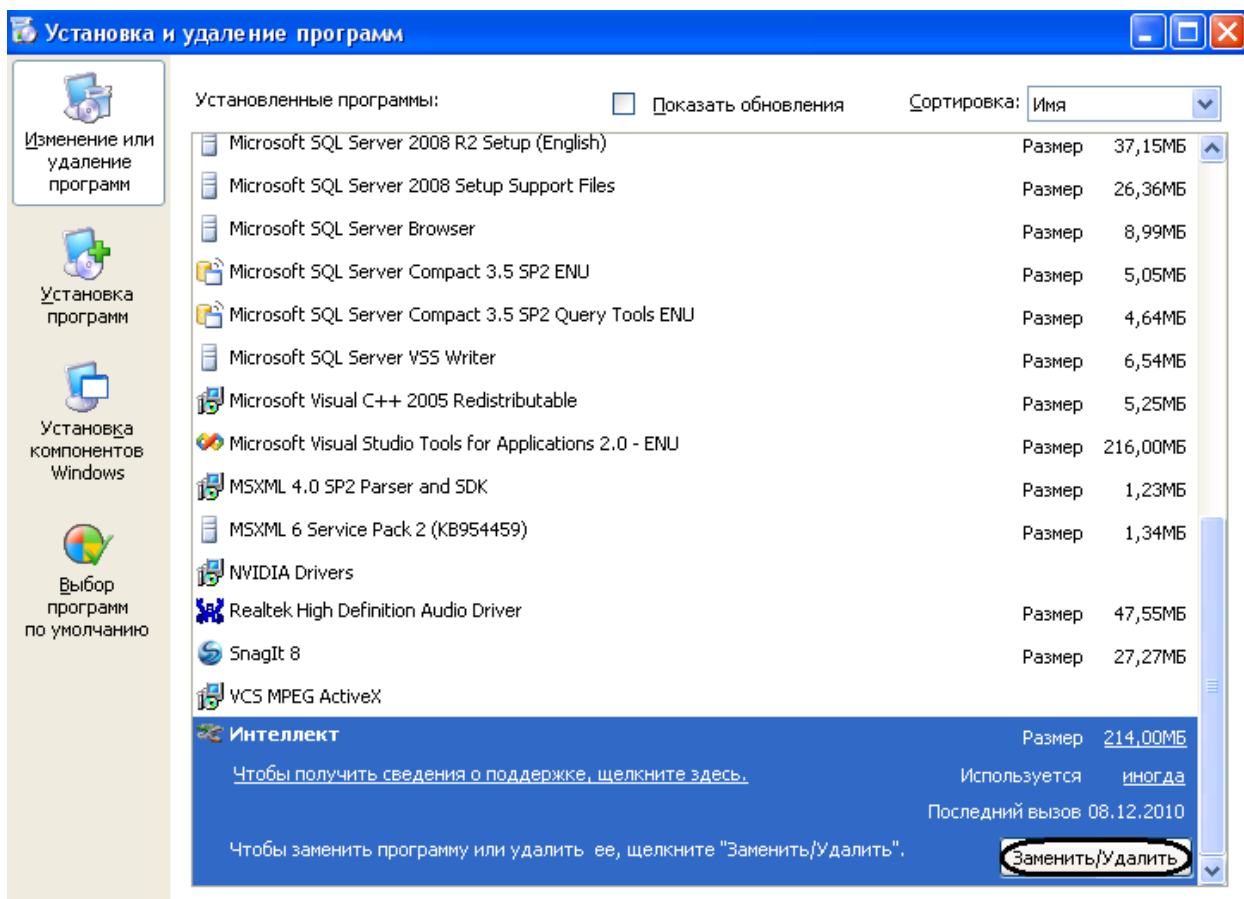 Установка и удаление программ
Изменение или
удаление
программ
Установка
программ
Установка
компонентов
Windows
Выбор
программ
по умолчанию
Установленные программы: Показать обновления Сортировка: Имя
Microsoft SQL Server 2008 R2 Setup (English) Размер 37,15МБ
Microsoft SQL Server 2008 Setup Support Files Размер 26,36МБ
Microsoft SQL Server Browser Размер 8,99МБ
Microsoft SQL Server Compact 3.5 SP2 ENU Размер 5,05МБ
Microsoft SQL Server Compact 3.5 SP2 Query Tools ENU Размер 4,64МБ
Microsoft SQL Server VSS Writer Размер 6,54МБ
Microsoft Visual C++ 2005 Redistributable Размер 5,25МБ
Microsoft Visual Studio Tools for Applications 2.0 - ENU Размер 216,00МБ
MSXML 4.0 SP2 Parser and SDK Размер 1,23МБ
MSXML 6 Service Pack 2 (KB954459) Размер 1,34МБ
NVIDIA Drivers
Realtek High Definition Audio Driver Размер 47,55МБ
SnagIt 8 Размер 27,27МБ
VCS MPEG ActiveX
Интеллект Размер 214,00МБ
Чтобы получить сведения о поддержке, щелкните здесь. Используется иногда
Последний вызов 08.12.2010
Чтобы заменить программу или удалить ее, щелкните "Заменить/Удалить". Заменить/Удалить